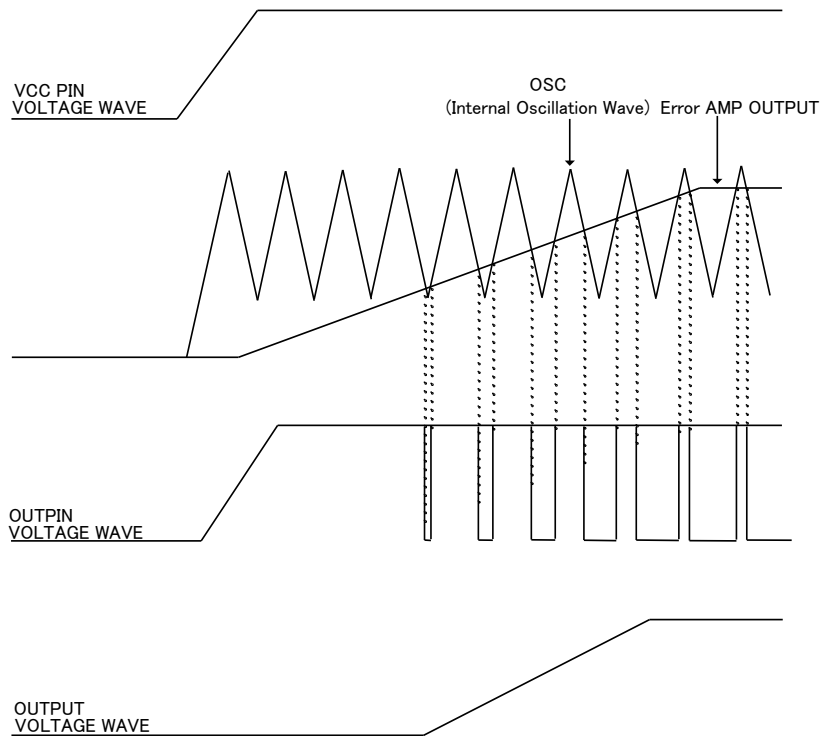 VCC PIN
VOLTAGE WAVE
OSC
(Internal Oscillation Wave) Error AMP OUTPUT
OUTPIN
VOLTAGE WAVE
OUTPUT
VOLTAGE WAVE